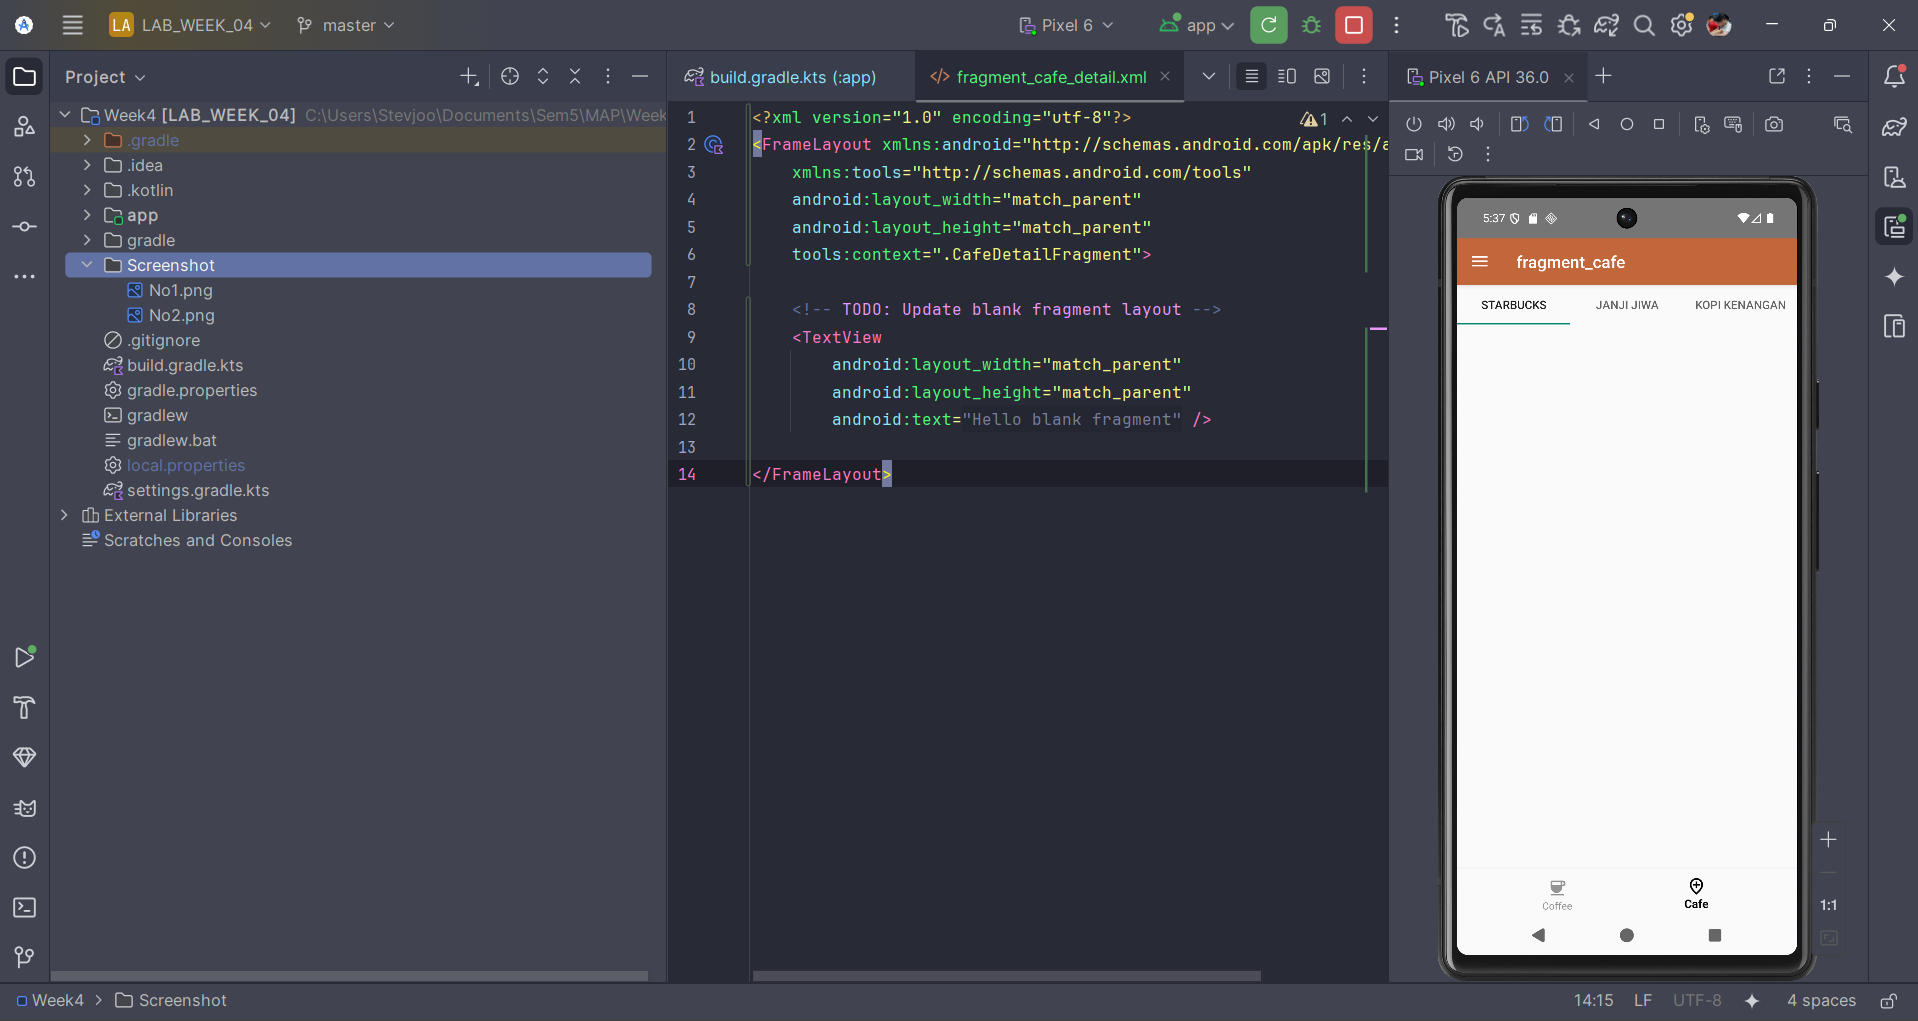 LA LAB_WEEK_04 master Pixel 6 app
Project
build.gradle.kts (:app) fragment_cafe_detail.xml
Pixel 6 API 36.0
Week4 [LAB_WEEK_04] C:\Users\Stevjoo\Documents\Sem5\MAP\Week
.gradle
.idea
.kotlin
app
gradle
Screenshot
No1.png
No2.png
.gitignore
build.gradle.kts
gradle.properties
gradlew
gradlew.bat
local.properties
settings.gradle.kts
External Libraries
Scratches and Consoles
1 <?xml version="1.0" encoding="utf-8"?>
1
2 <FrameLayout xmlns:android="http://schemas.android.com/apk/res/a
3 xmlns:tools="http://schemas.android.com/tools"
4 android:layout_width="match_parent"
5 android:layout_height="match_parent"
6 tools:context=".CafeDetailFragment">
7
8 <!-- TODO: Update blank fragment layout -->
9 <TextView
10 android:layout_width="match_parent"
11 android:layout_height="match_parent"
12 android:text="Hello blank fragment" />
13
14 </FrameLayout>
5:37
fragment_cafe
STARBUCKS JANJI JIWA KOPI KENANGAN
Coffee Cafe
1:1
Week4 Screenshot
14:15 LF UTF-8 4 spaces